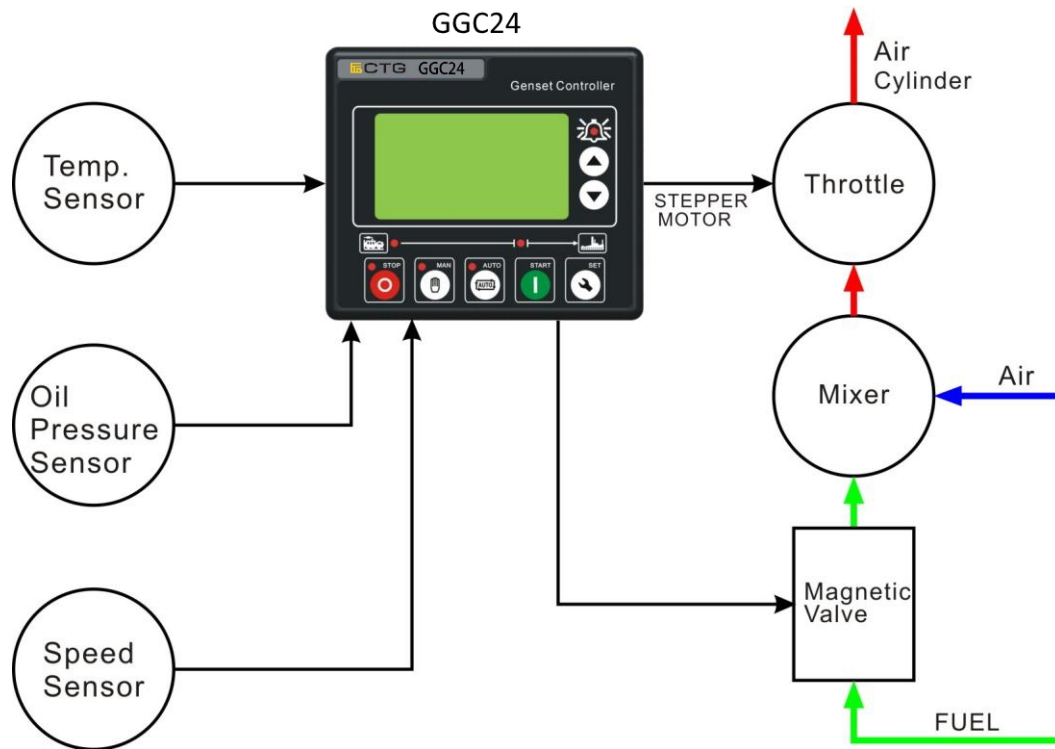 GGC24
CTG GGC24
Genset Controller
STOP
MAN
AUTO
START
SET
AUTO
Temp.
Sensor
Oil
Pressure
Sensor
Speed
Sensor
STEPPER
MOTOR
Air
Cylinder
Throttle
Mixer
Air
Magnetic
Valve
FUEL